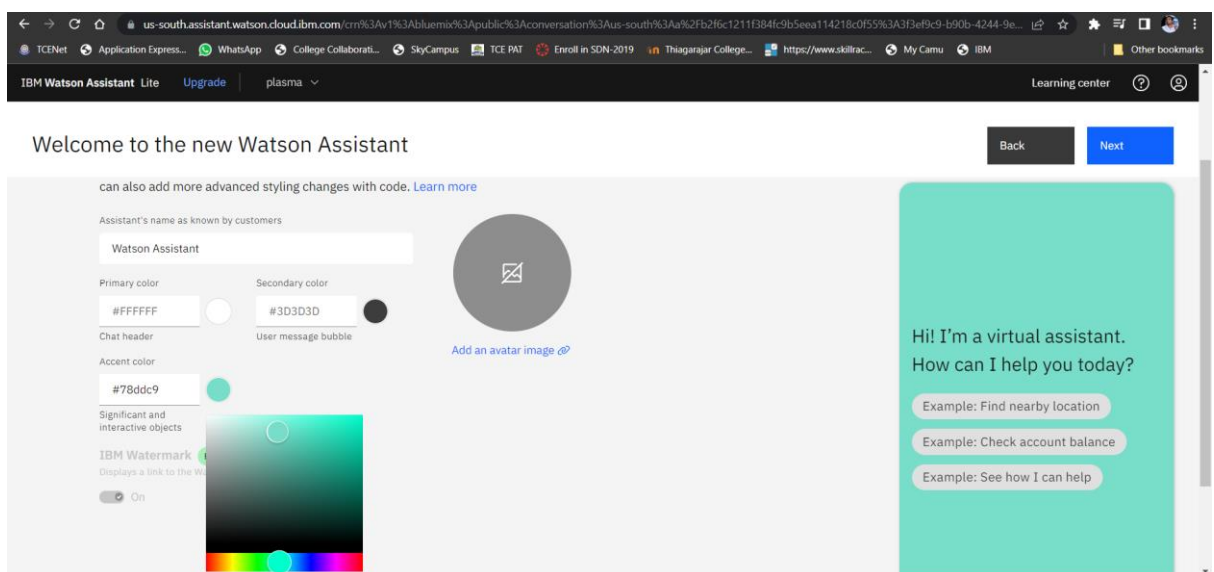 us-south.assistant.watson.cloud.ibm.com/crn%3Av1%3Abluemix%3Apublic%3Aconversation%3Aus-south%3Aa%2Fb2f6c1211f384fc9b5eea114218c0f55%3A3f3ef9c9-b90b-4244-9e...
TCENet Application Express... WhatsApp College Collaborati... SkyCampus TCE PAT Enroll in SDN-2019 Thiagarajar College... https://www.skillrac... My Camu IBM Other bookmarks
IBM Watson Assistant Lite Upgrade plasma Learning center
Welcome to the new Watson Assistant
Back Next
can also add more advanced styling changes with code. Learn more
Assistant's name as known by customers
Watson Assistant
Primary color Secondary color
#FFFFFF #3D3D3D
Chat header User message bubble
Add an avatar image
Accent color
#78ddc9
Significant and
interactive objects
IBM Watermark
Displays a link to the
On
Hi! I'm a virtual assistant.
How can I help you today?
Example: Find nearby location
Example: Check account balance
Example: See how I can help